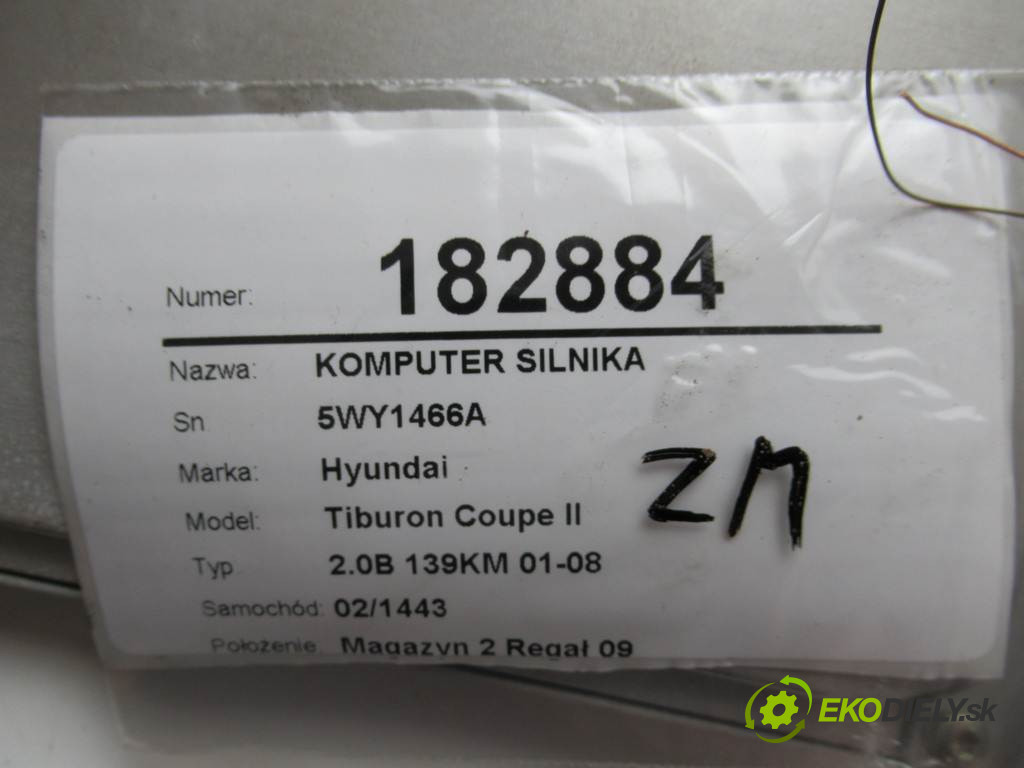 Numer: 182884
Nazwa: KOMPUTER SILNIKA
Sn 5WY1466A
Marka: Hyundai
Model: Tiburon Coupe II
ZM
Typ 2.0B 139KM 01-08
Samochód: 02/1443
Położenie Magazyn 2 Regał 09
EKODIELY.sk